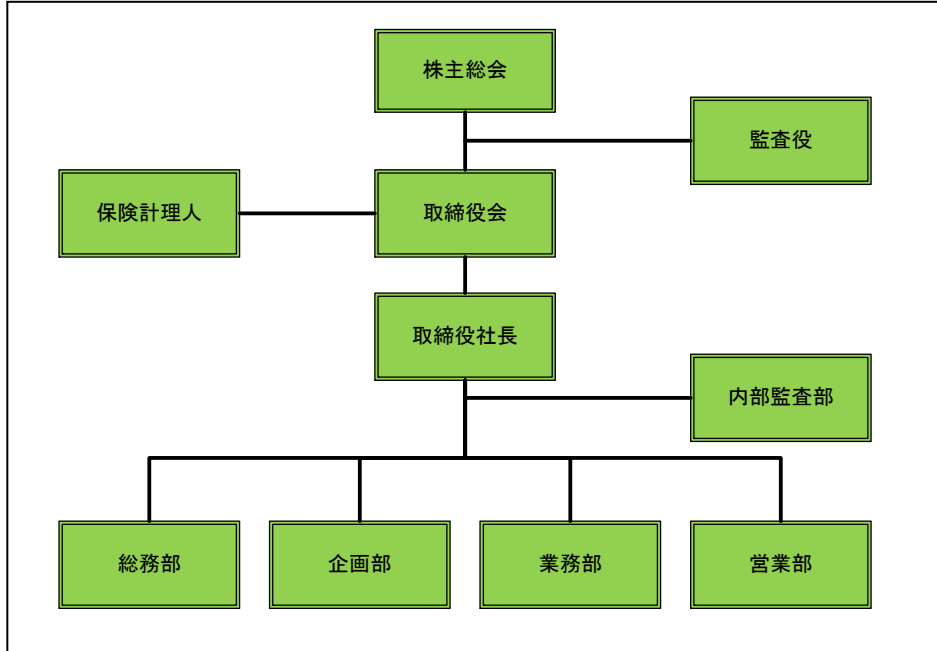 株主総会
監査役
保険計理人
取締役会
取締役社長
内部監査部
総務部
企画部
業務部
営業部